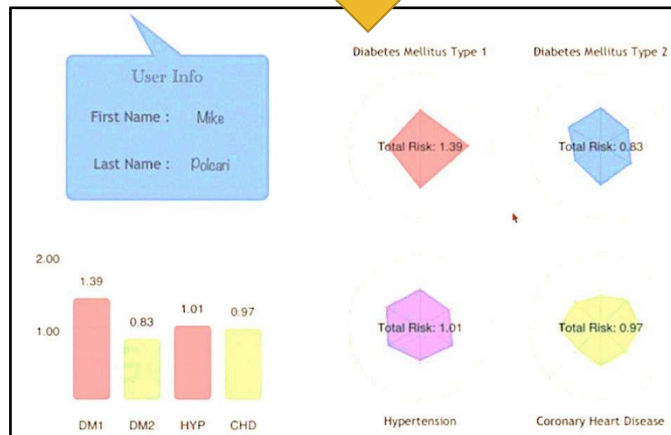 User Info
First Name : Mike
Last Name : Polcari
Diabetes Mellitus Type 1
Total Risk: 1.39
Diabetes Mellitus Type 2
Total Risk: 0.83
2.00
1.00
1.39
0.83
1.01
0.97
DM1 DM2 HYP CHD
Total Risk: 1.01
Hypertension
Total Risk: 0.97
Coronary Heart Disease